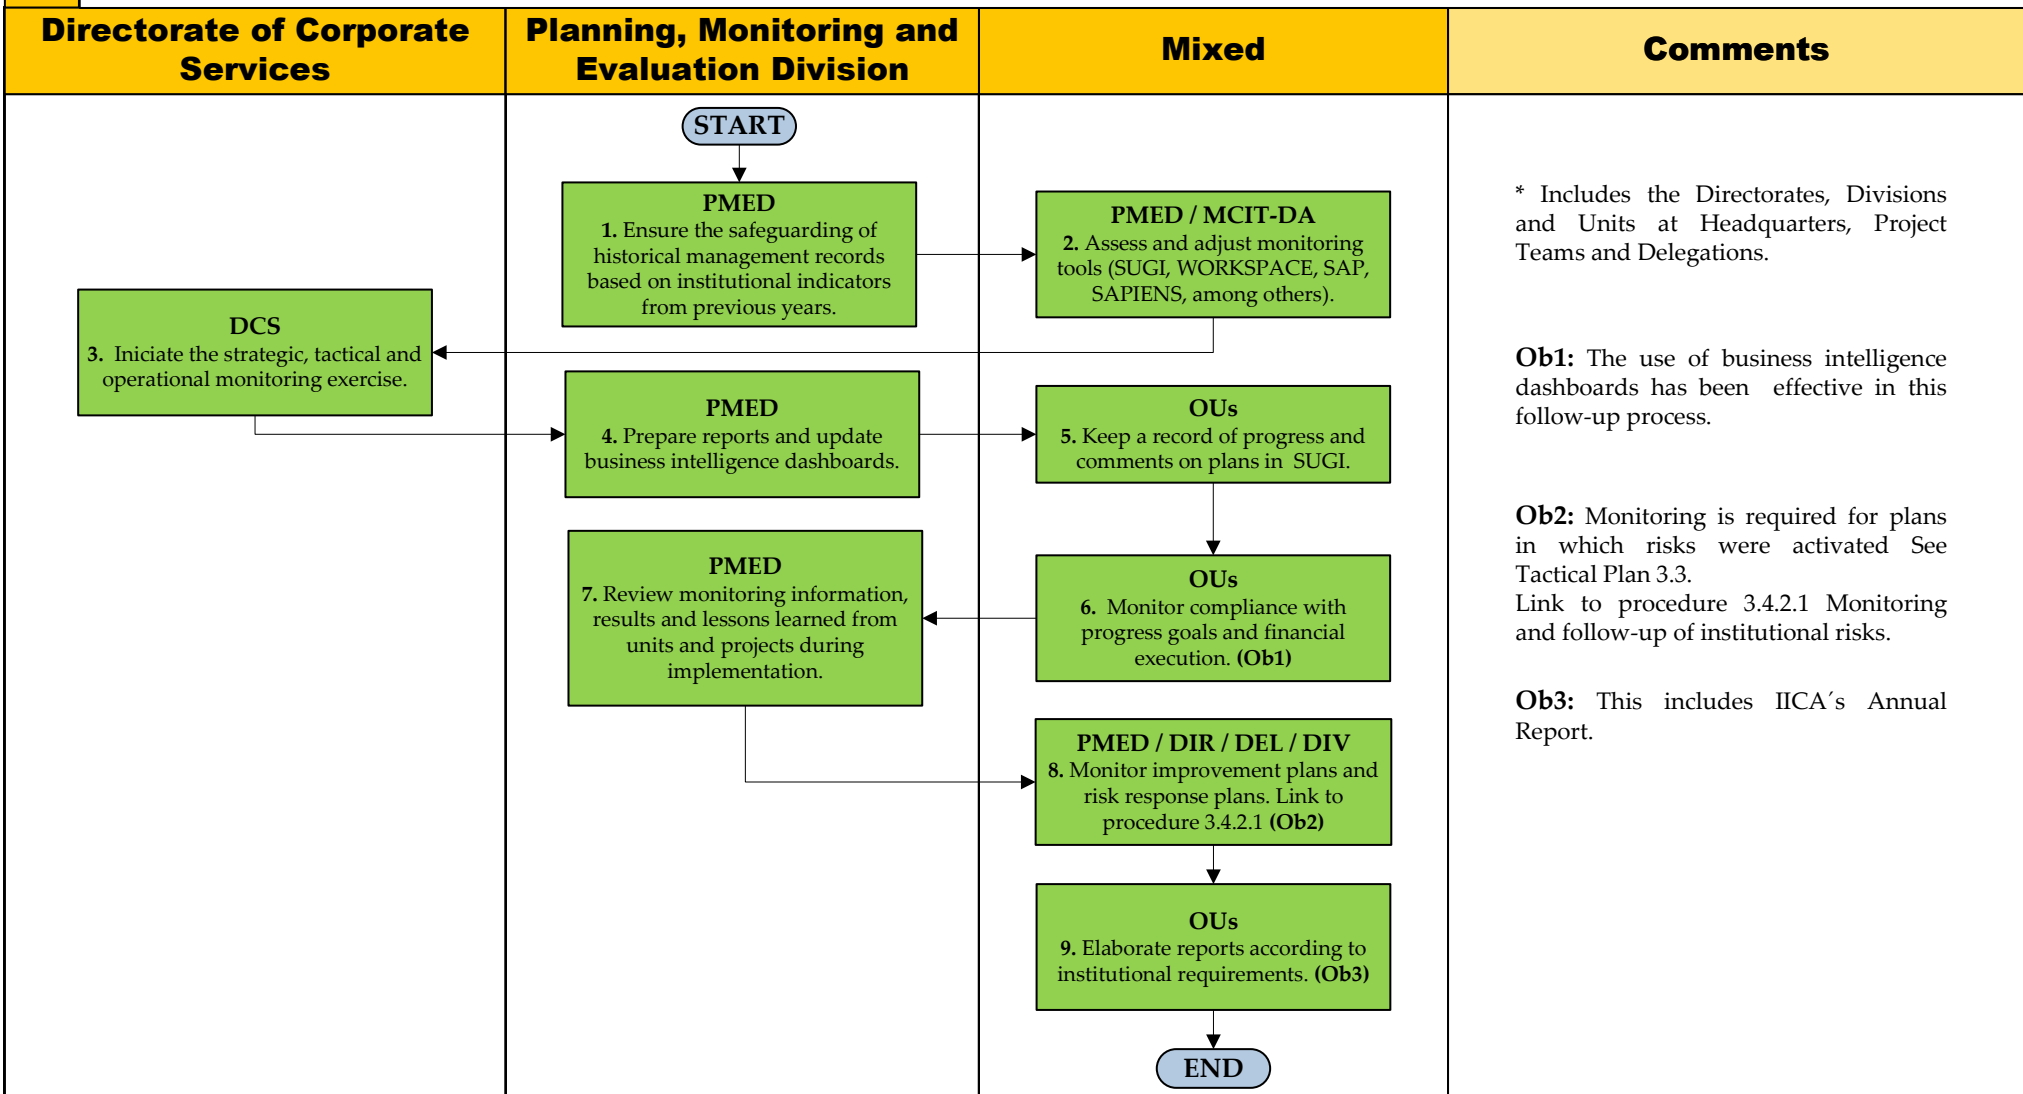 Directorate of Corporate
Services
Planning, Monitoring and
Evaluation Division
Mixed
Comments
START
PMED
1. Ensure the safeguarding of
historical management records
based on institutional indicators
from previous years.
PMED / MCIT-DA
2. Assess and adjust monitoring
tools (SUGI, WORKSPACE, SAP,
SAPIENS, among others).
DCS
3. Iniciate the strategic, tactical and
operational monitoring exercise.
PMED
4. Prepare reports and update
business intelligence dashboards.
OUs
5. Keep a record of progress and
comments on plans in SUGI.
OUs
6. Monitor compliance with
progress goals and financial
execution. (Ob1)
PMED
7. Review monitoring information,
results and lessons learned from
units and projects during
implementation.
PMED / DIR / DEL / DIV
8. Monitor improvement plans and
risk response plans. Link to
procedure 3.4.2.1 (Ob2)
OUs
9. Elaborate reports according to
institutional requirements. (Ob3)
END
* Includes the Directorates, Divisions
and Units at Headquarters, Project
Teams and Delegations.
Ob1: The use of business intelligence
dashboards has been effective in this
follow-up process.
Ob2: Monitoring is required for plans
in which risks were activated See
Tactical Plan 3.3.
Link to procedure 3.4.2.1 Monitoring
and follow-up of institutional risks.
Ob3: This includes IICA´s Annual
Report.